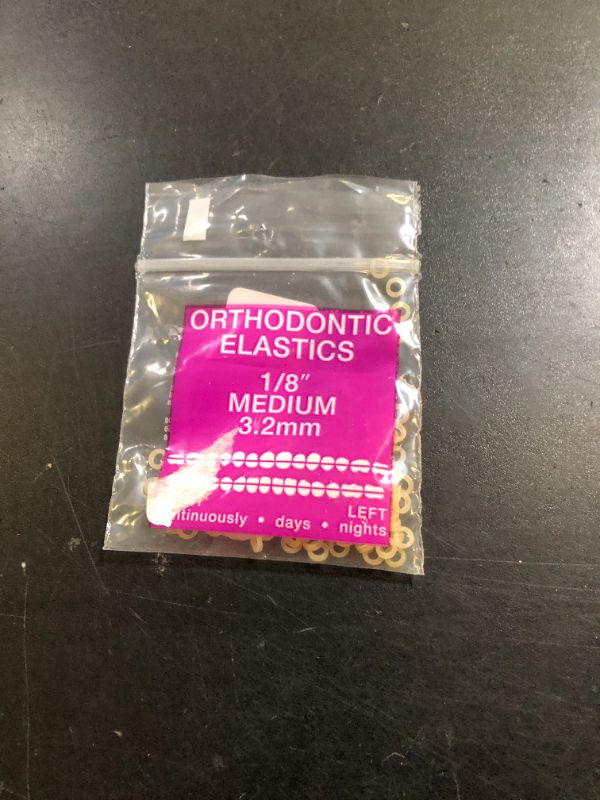 ORTHODONTIC
ELASTICS
1/8"
MEDIUM
3.2mm
LEFT
days • nights